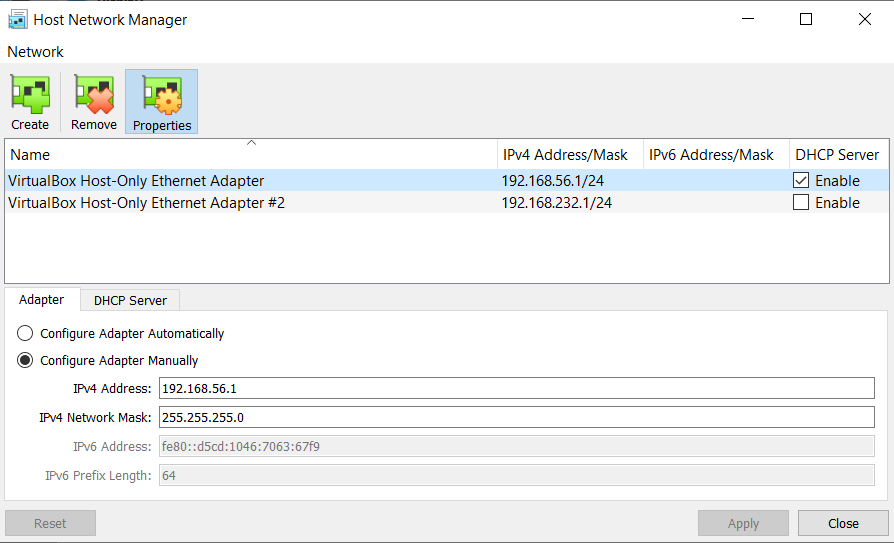 Host Network Manager
Network
Create Remove Properties
Name IPv4 Address/Mask IPv6 Address/Mask DHCP Server
VirtualBox Host-Only Ethernet Adapter 192.168.56.1/24 Enable
VirtualBox Host-Only Ethernet Adapter #2 192.168.232.1/24 Enable
Adapter DHCP Server
Configure Adapter Automatically
Configure Adapter Manually
IPv4 Address: 192.168.56.1
IPv4 Network Mask: 255.255.255.0
IPv6 Address: fe80::d5cd:1046:7063:67f9
IPv6 Prefix Length: 64
Reset Apply Close